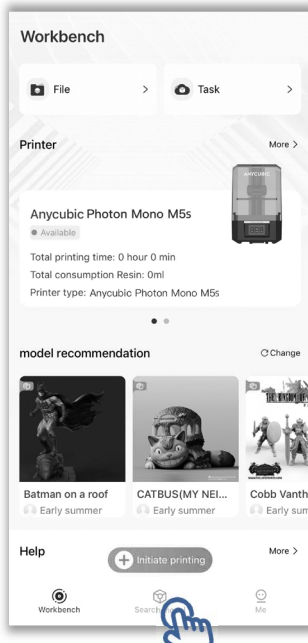 Workbench
File >
Task >
Printer
More >
ANYCUBIC
Anycubic Photon Mono M5s
Available
Total printing time: 0 hour 0 min
Total consumption Resin: 0ml
Printer type: Anycubic Photon Mono M5s
model recommendation
Change
Batman on a roof
Early summer
CATBUS(MY NEI...
Early summer
Cobb Vanth
Early sum
Help
+ Initiate printing
More >
Workbench
Search
Me